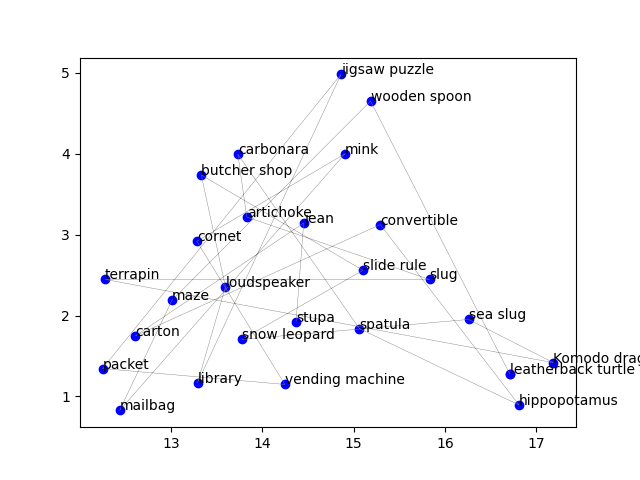 jigsaw puzzle
wooden spoon
carbonara
mink
butcher shop
artichoke
jean
convertible
cornet
slide rule
slug
terrapin
loudspeaker
maze
stupa
sea slug
spatula
carton
snow leopard
Komodo drag
packet
leatherback turtle
library
vending machine
mailbag
hippopotamus
5
4
3
2
1
13
14
15
16
17